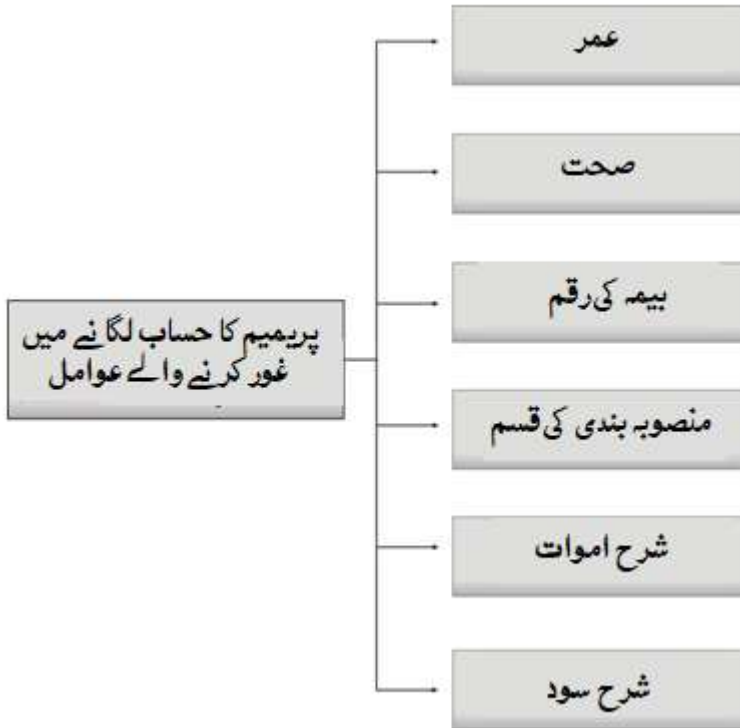 عمر
صحت
بیمہ کی رقم
پریمیم کا حساب لگانے میں
غور کرنے والے عوامل
منصوبہ بندی کی قسم
شرح اموات
شرح سود